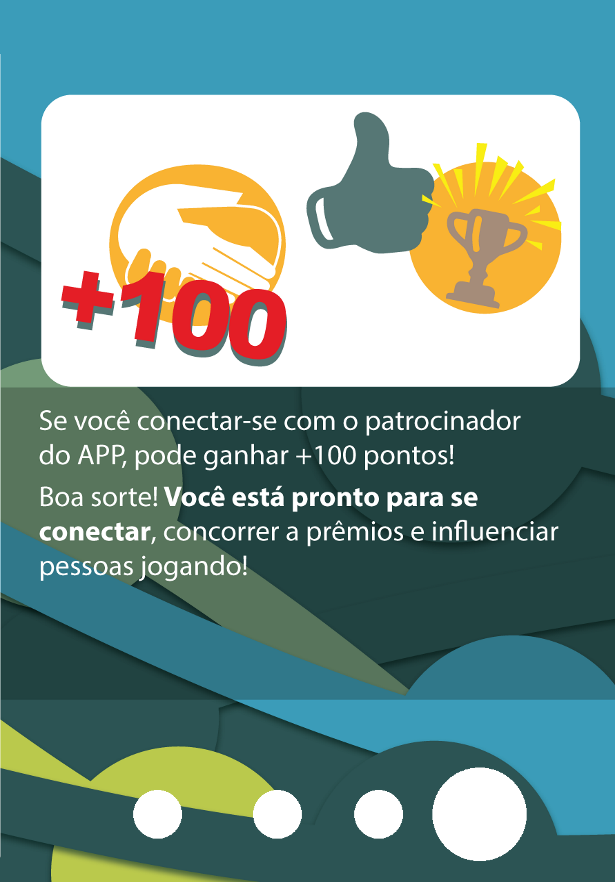 +100
Se você conectar-se com o patrocinador
do APP, pode ganhar +100 pontos!
Boa sorte! Você está pronto para se
conectar, concorrer a prêmios e influenciar
pessoas jogando!